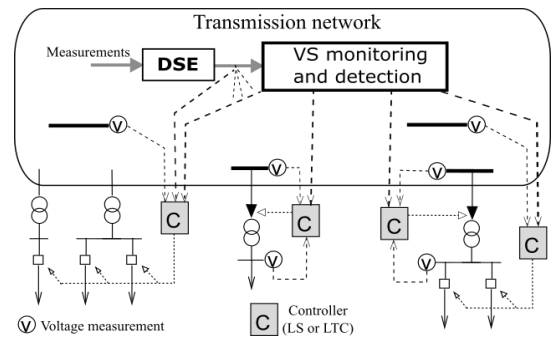 Transmission network
Measurements
DSE
VS monitoring
and detection
V
V
V
V
C
C
C
C
V
V
C
Controller
(LS or LTC)
V Voltage measurement